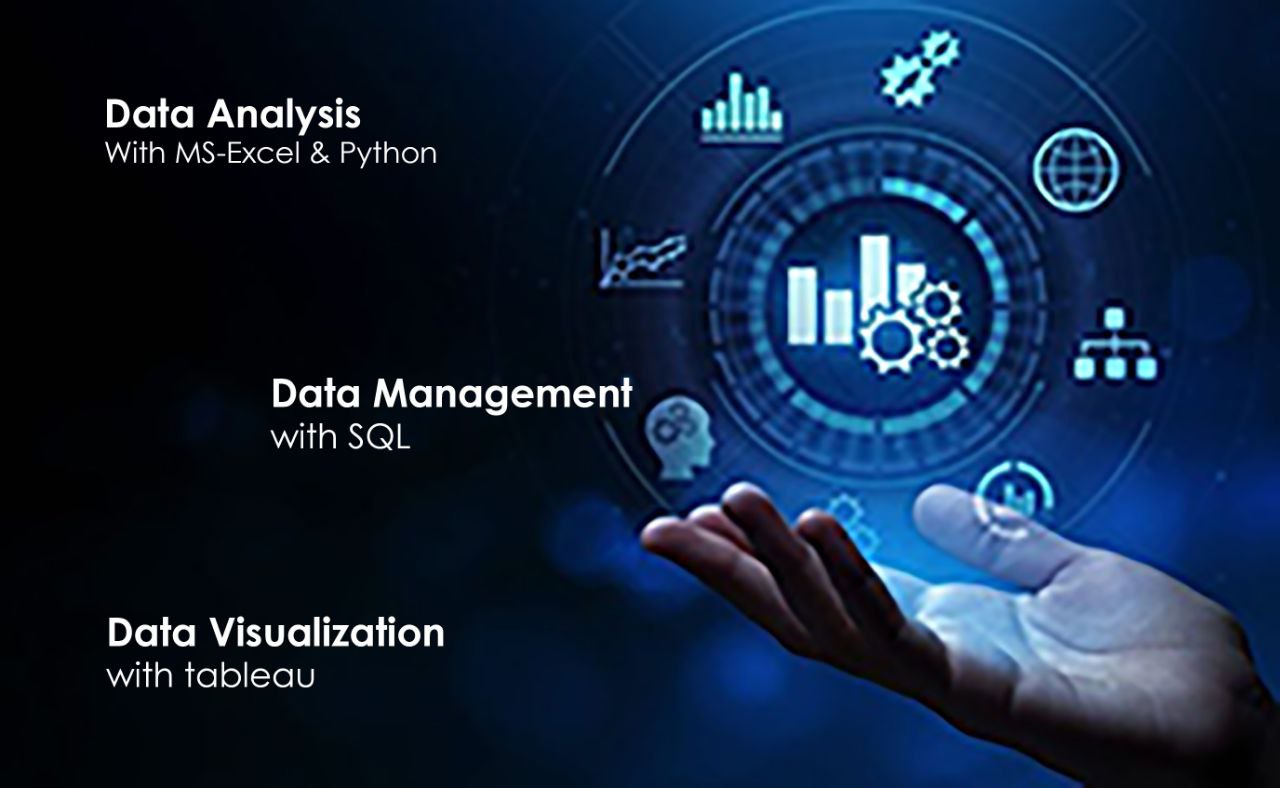 Data Analysis
With MS-Excel & Python
Data Management
with SQL
Data Visualization
with tableau